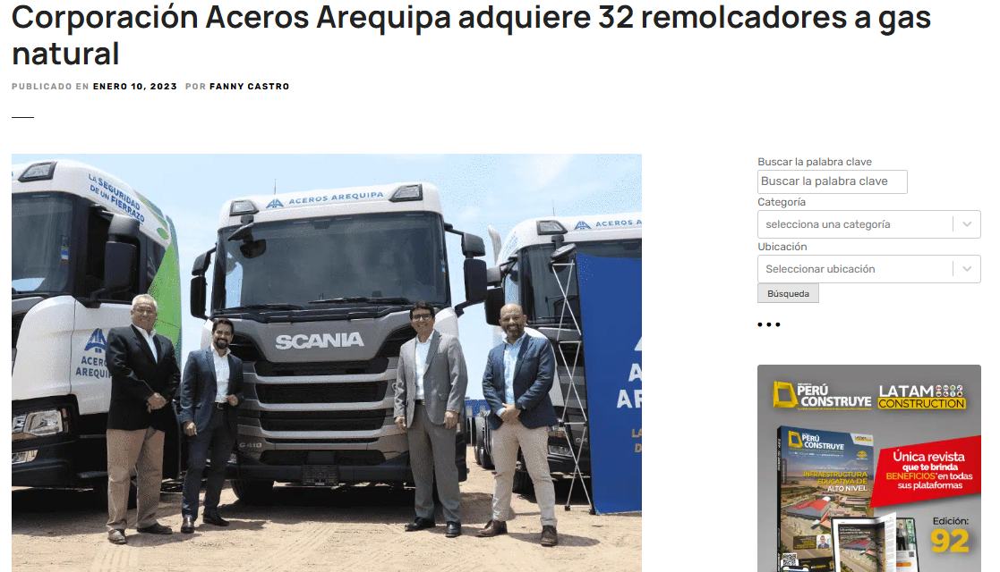 Corporación Aceros Arequipa adquiere 32 remolcadores a gas
natural
PUBLICADO EN ENERO 10, 2023 POR FANNY CASTRO
LA SEGURIDAD
DE UN FIERRAZO
ACEROS AREQUIPA
ACEROS A
SCANIA
G 410
ACEROS
AREQUIPA
A
AR
LA
D
Buscar la palabra clave
Buscar la palabra clave
Categoría
selecciona una categoría
Ubicación
Seleccionar ubicación
Búsqueda
PERÚ
CONSTRUYE
LATAM
CONSTRUCTION
PERÚ
CONSTRUYE
INFRAESTRUCTURA
EDUCATIVA DE
ALTO NIVEL
Única revista
que te brinda
BENEFICIOS*en todas
sus plataformas
Edición:
92